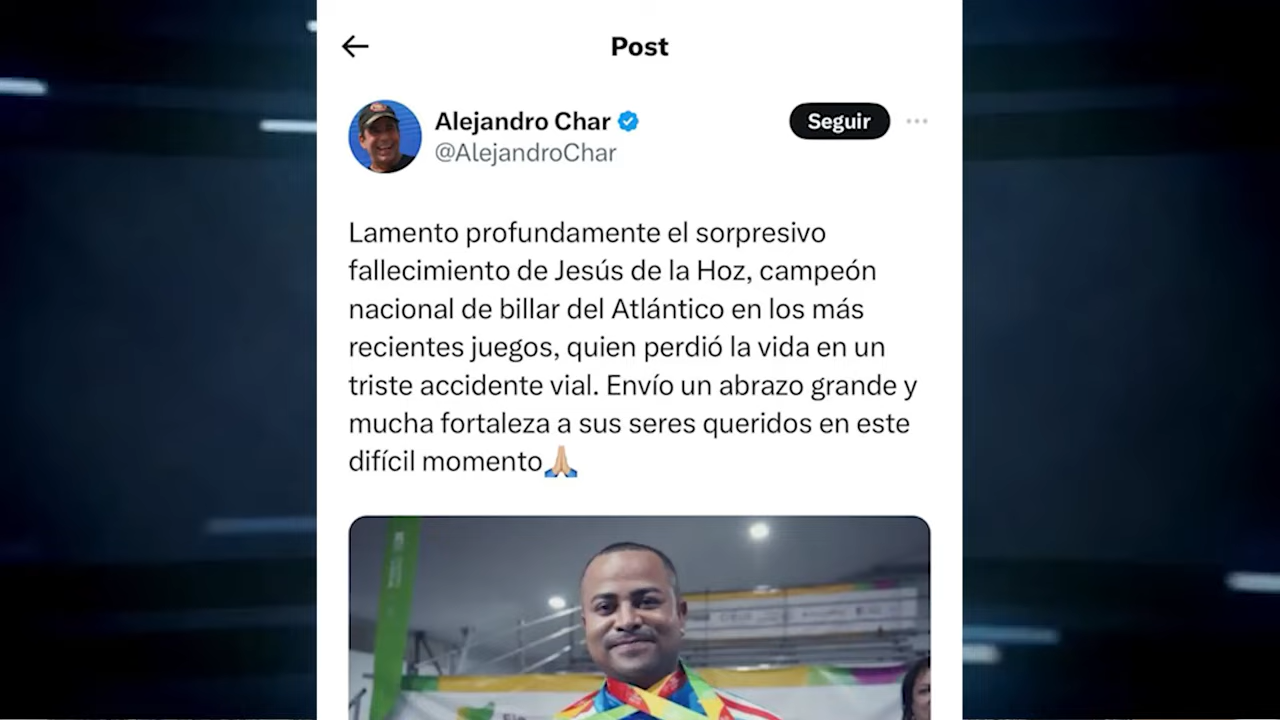 Post
Alejandro Char
@AlejandroChar
Seguir
Lamento profundamente el sorpresivo
fallecimiento de Jesús de la Hoz, campeón
nacional de billar del Atlántico en los más
recientes juegos, quien perdió la vida en un
triste accidente vial. Envío un abrazo grande y
mucha fortaleza a sus seres queridos en este
difícil momento🙏🏼